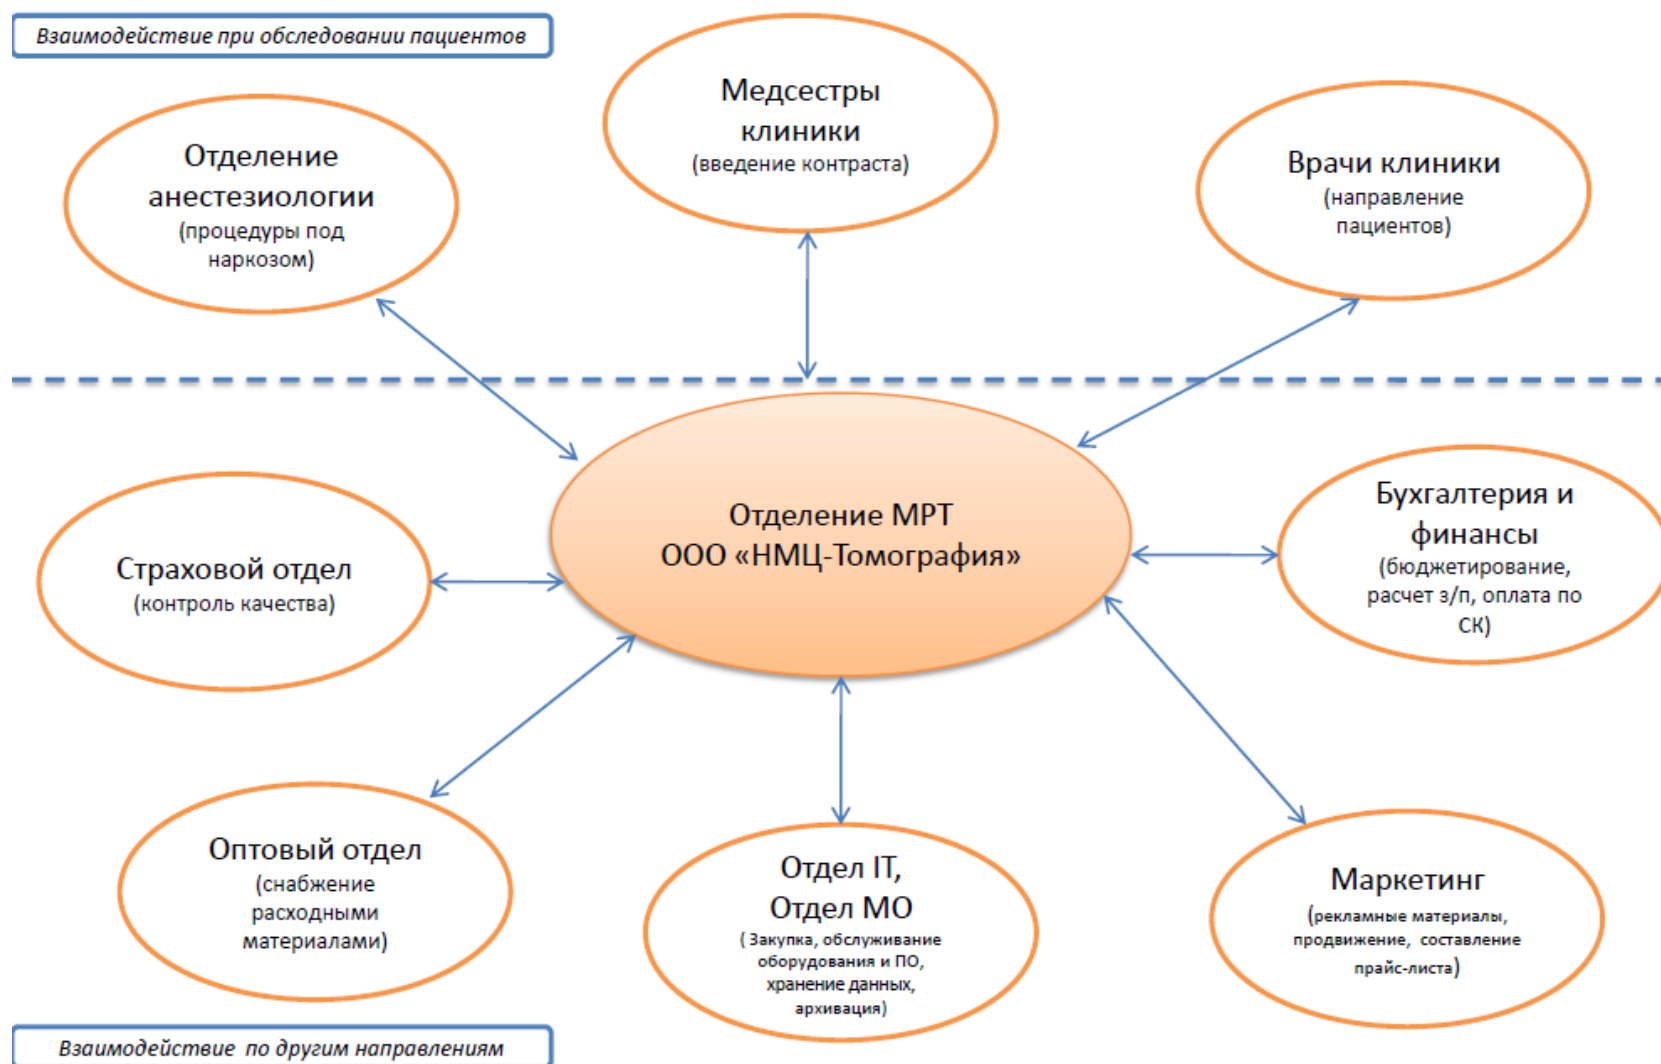 Взаимодействие при обследовании пациентов
Медсестры
клиники
(введение контраста)
Отделение
анестезиологии
(процедуры под
наркозом)
Врачи клиники
(направление
пациентов)
Отделение МРТ
ООО «НМЦ-Томография»
Бухгалтерия и
финансы
(бюджетирование,
расчет з/п, оплата по
СК)
Страховой отдел
(контроль качества)
Оптовый отдел
(снабжение
расходными
материалами)
Отдел IT,
Отдел МО
( Закупка, обслуживание
оборудования и ПО,
хранение данных,
архивация)
Маркетинг
(рекламные материалы,
продвижение, составление
прайс-листа)
Взаимодействие по другим направлениям